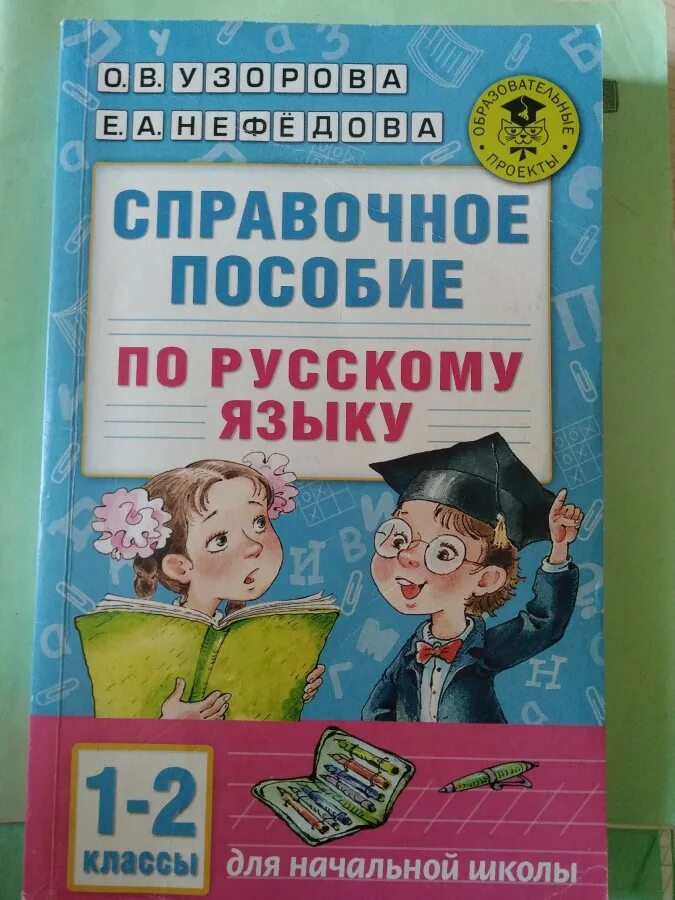 О.В. УЗОРОВА
Е.А. НЕФЁДОВА
ОБРАЗОВАТЕЛЬНЫЕ
ПРОЕКТЫ
СПРАВОЧНОЕ
ПОСОБИЕ
ПО РУССКОМУ
ЯЗЫКУ
1-2
КЛАССЫ
для начальной школы